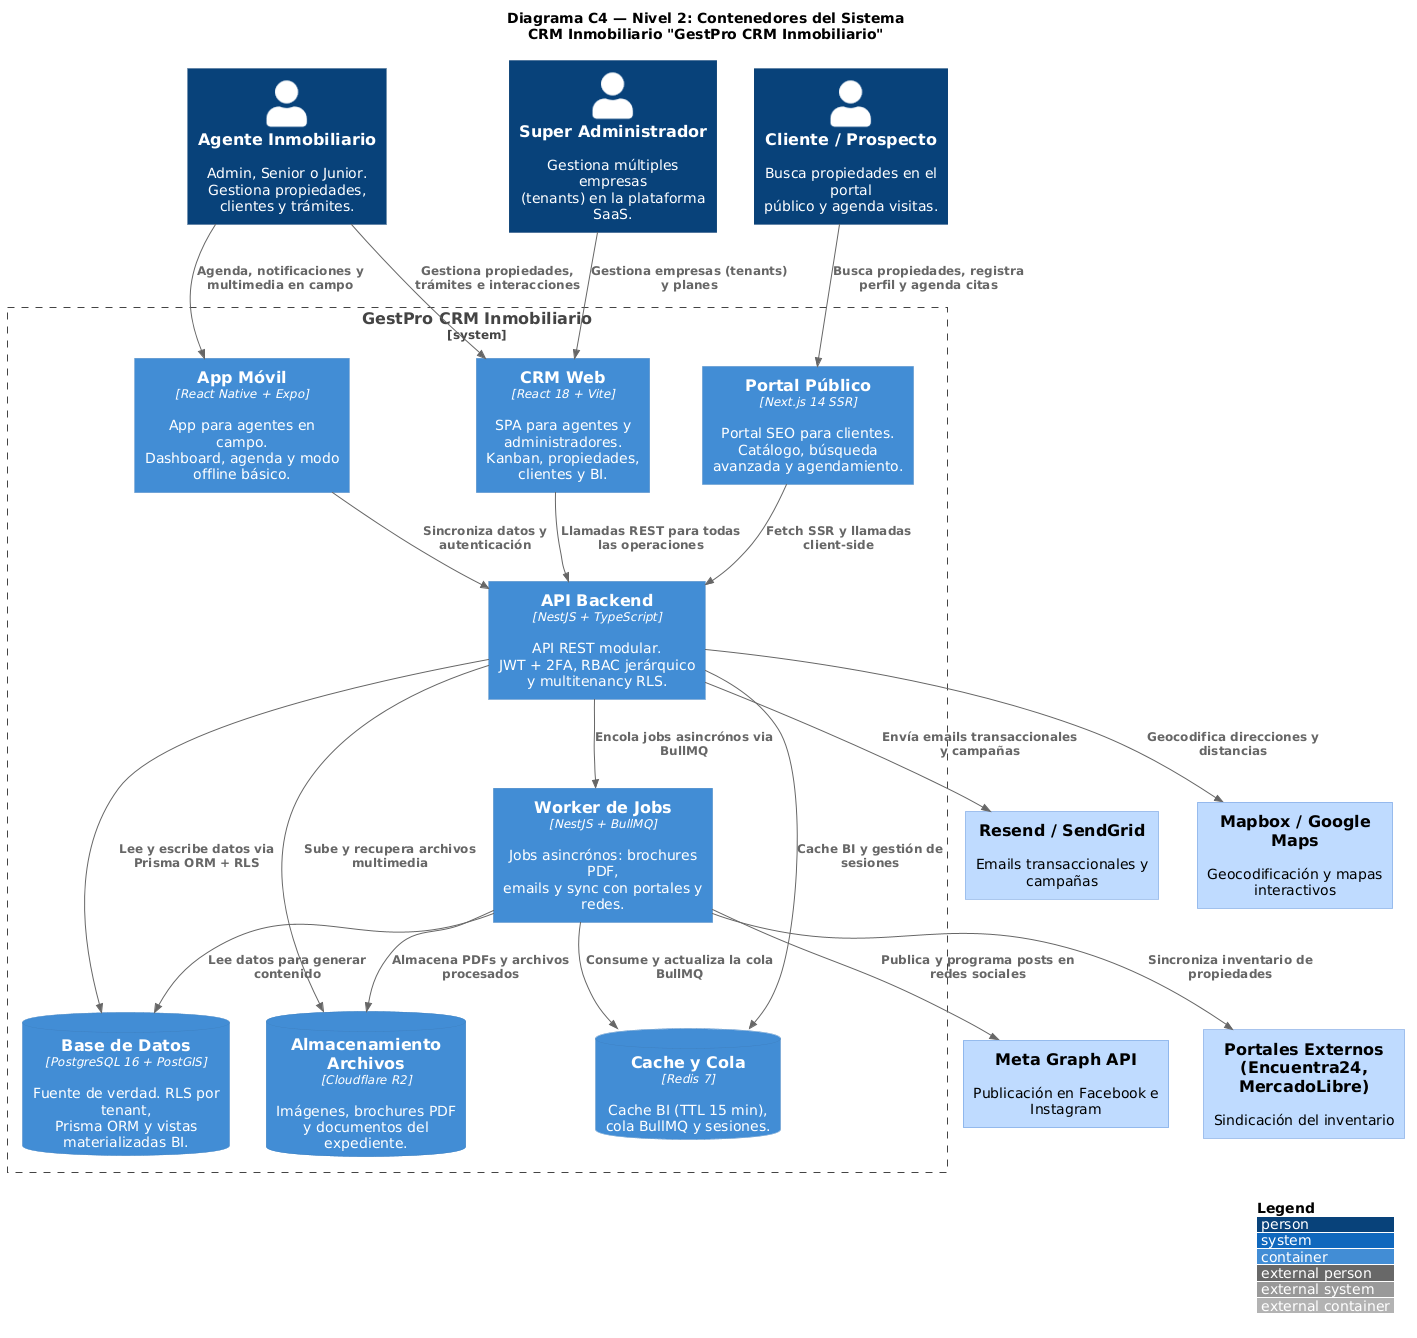 Diagrama C4 — Nivel 2: Contenedores del Sistema
CRM Inmobiliario "GestPro CRM Inmobiliario"
Agente Inmobiliario
Admin, Senior o Junior.
Gestiona propiedades,
clientes y trámites.
Super Administrador
Gestiona múltiples
empresas
(tenants) en la plataforma
SaaS.
Cliente / Prospecto
Busca propiedades en el
portal
público y agenda visitas.
Agenda, notificaciones y
multimedia en campo
Gestiona propiedades,
trámites e interacciones
Gestiona empresas (tenants)
y planes
Busca propiedades, registra
perfil y agenda citas
GestPro CRM Inmobiliario
[system]
App Móvil
[React Native + Expo]
App para agentes en
campo.
Dashboard, agenda y modo
offline básico.
CRM Web
[React 18 + Vite]
SPA para agentes y
administradores.
Kanban, propiedades,
clientes y BI.
Portal Público
[Next.js 14 SSR]
Portal SEO para clientes.
Catálogo, búsqueda
avanzada y agendamiento.
Sincroniza datos y
autenticación
Llamadas REST para todas
las operaciones
Fetch SSR y llamadas
client-side
API Backend
[NestJS + TypeScript]
API REST modular.
JWT + 2FA, RBAC jerárquico
y multitenancy RLS.
Encola jobs asincrónos via
BullMQ
Envía emails transaccionales
y campañas
Geocodifica direcciones y
distancias
Worker de Jobs
[NestJS + BullMQ]
Jobs asincrónos: brochures
PDF,
emails y sync con portales y
redes.
Resend / SendGrid
Emails transaccionales y
campañas
Mapbox / Google
Maps
Geocodificación y mapas
interactivos
Lee y escribe datos via
Prisma ORM + RLS
Sube y recupera archivos
multimedia
Cache BI y gestión de
sesiones
Lee datos para generar
contenido
Almacena PDFs y archivos
procesados
Consume y actualiza la cola
BullMQ
Publica y programa posts en
redes sociales
Sincroniza inventario de
propiedades
Base de Datos
[PostgreSQL 16 + PostGIS]
Fuente de verdad. RLS por
tenant,
Prisma ORM y vistas
materializadas BI.
Almacenamiento
Archivos
[Cloudflare R2]
Imágenes, brochures PDF
y documentos del
expediente.
Cache y Cola
[Redis 7]
Cache BI (TTL 15 min),
cola BullMQ y sesiones.
Meta Graph API
Publicación en Facebook e
Instagram
Portales Externos
(Encuentra24,
MercadoLibre)
Sindicación del inventario
Legend
person
system
container
external person
external system
external container